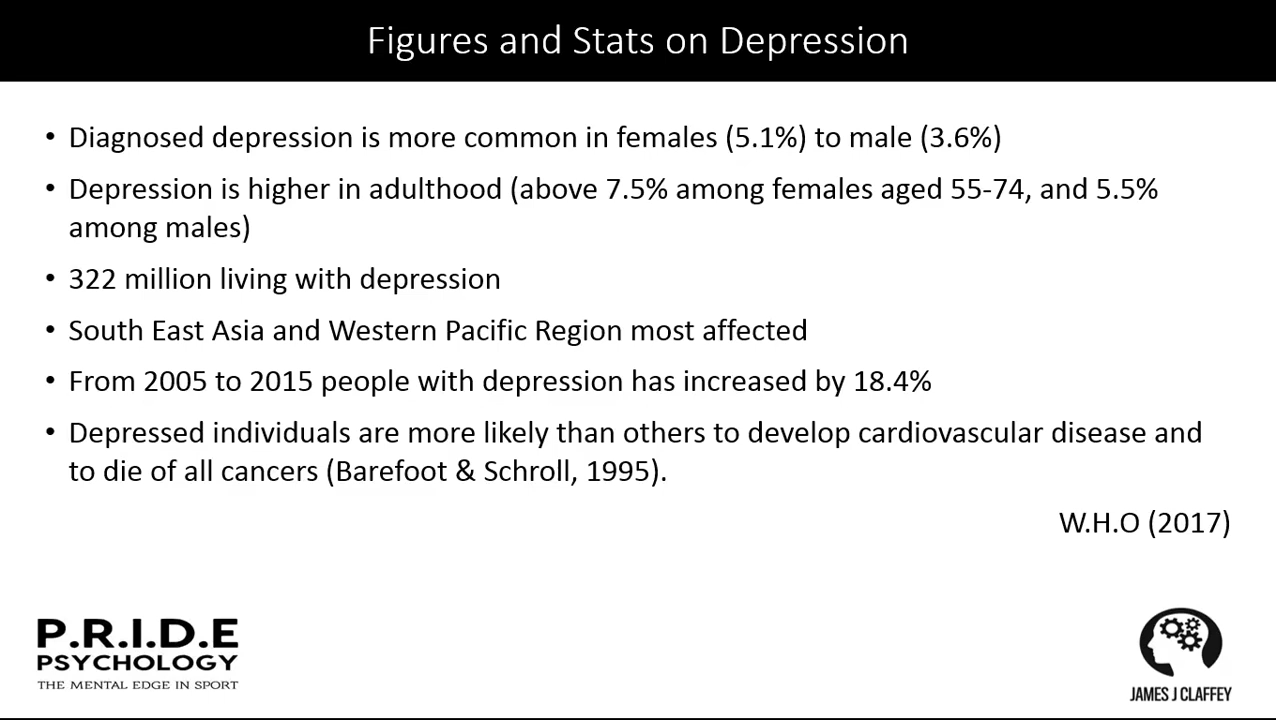 Figures and Stats on Depression
• Diagnosed depression is more common in females (5.1%) to male (3.6%)
• Depression is higher in adulthood (above 7.5% among females aged 55-74, and 5.5%
among males)
• 322 million living with depression
• South East Asia and Western Pacific Region most affected
• From 2005 to 2015 people with depression has increased by 18.4%
• Depressed individuals are more likely than others to develop cardiovascular disease and
to die of all cancers (Barefoot & Schroll, 1995).
W.H.O (2017)
P.R.I.D.E
PSYCHOLOGY
THE MENTAL EDGE IN SPORT
JAMES J CLAFFEY